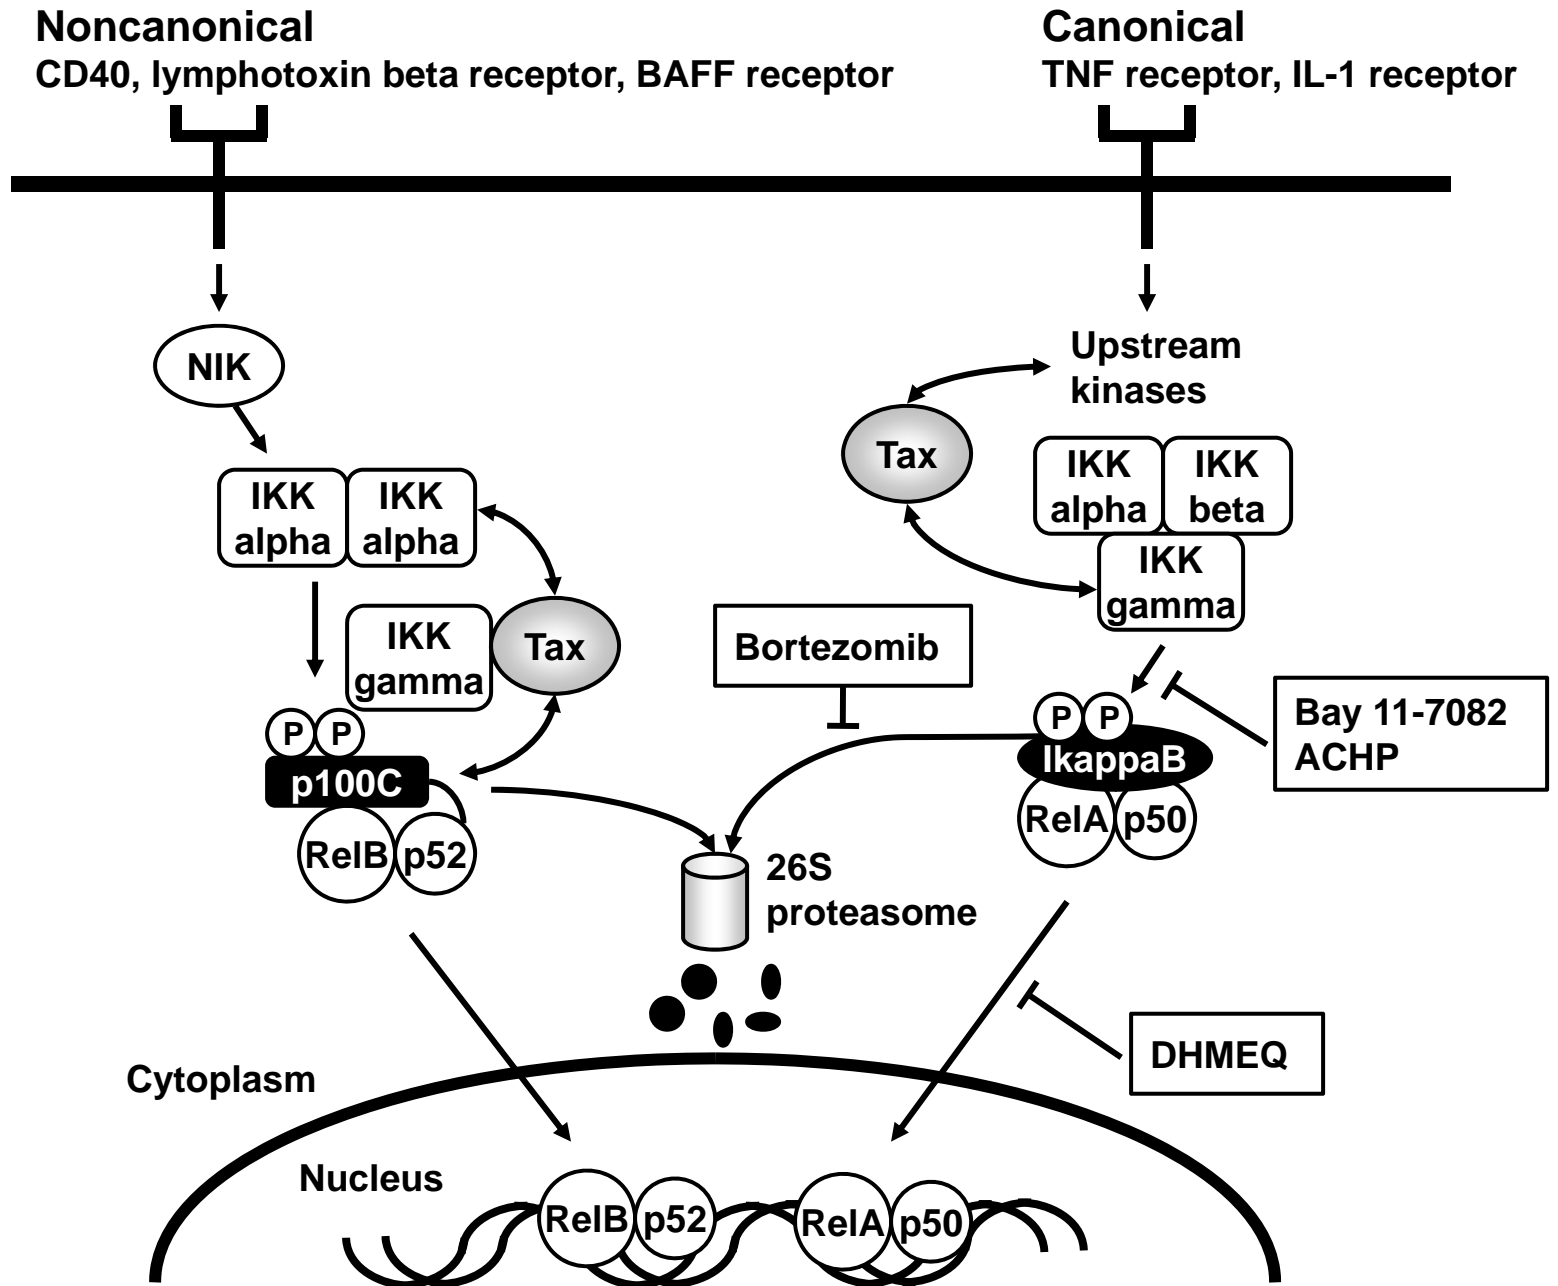 Noncanonical
CD40, lymphotoxin beta receptor, BAFF receptor
Canonical
TNF receptor, IL-1 receptor
NIK
Upstream
kinases
Tax
IKK
alpha
IKK
beta
IKK
gamma
IKK
alpha
IKK
alpha
IKK
gamma
Tax
Bortezomib
Bay 11-7082
ACHP
P
P
p100C
RelB
p52
P
P
IkappaB
RelA
p50
26S
proteasome
DHMEQ
Cytoplasm
Nucleus
RelB
p52
RelA
p50